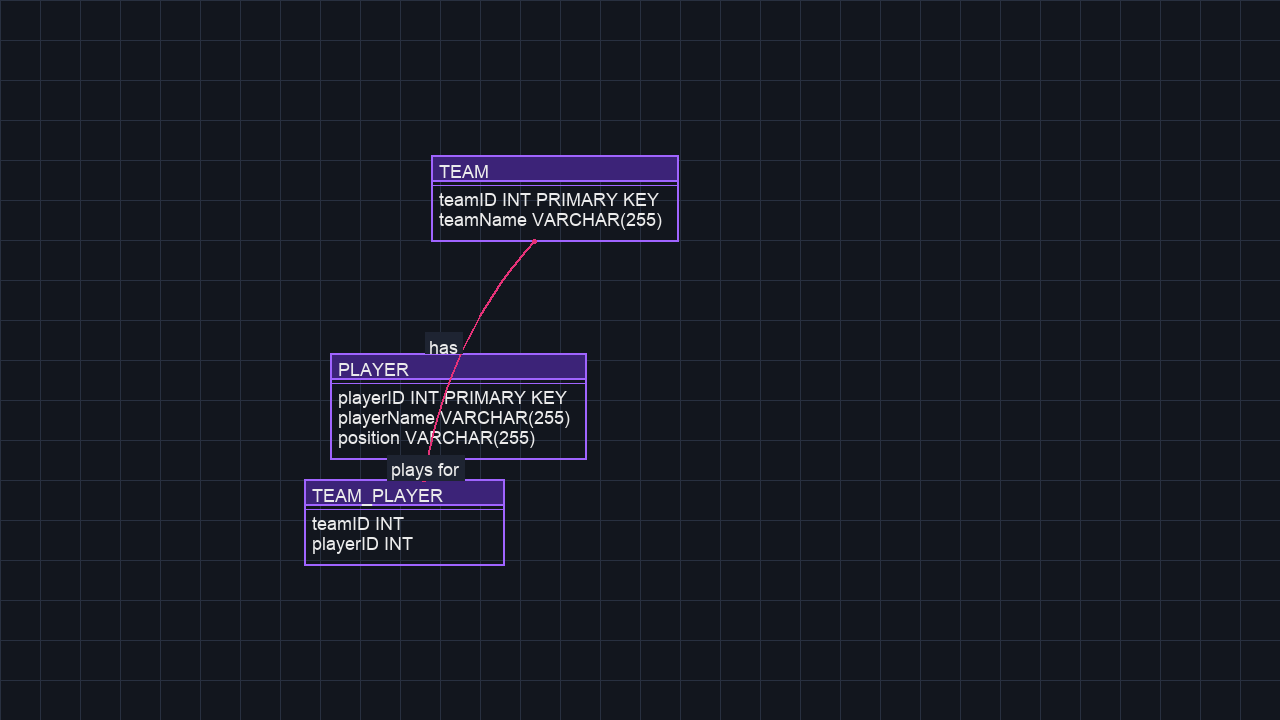 TEAM
teamID INT PRIMARY KEY
teamName VARCHAR(255)
has
PLAYER
playerID INT PRIMARY KEY
playerName VARCHAR(255)
position VARCHAR(255)
plays for
TEAM_PLAYER
teamID INT
playerID INT